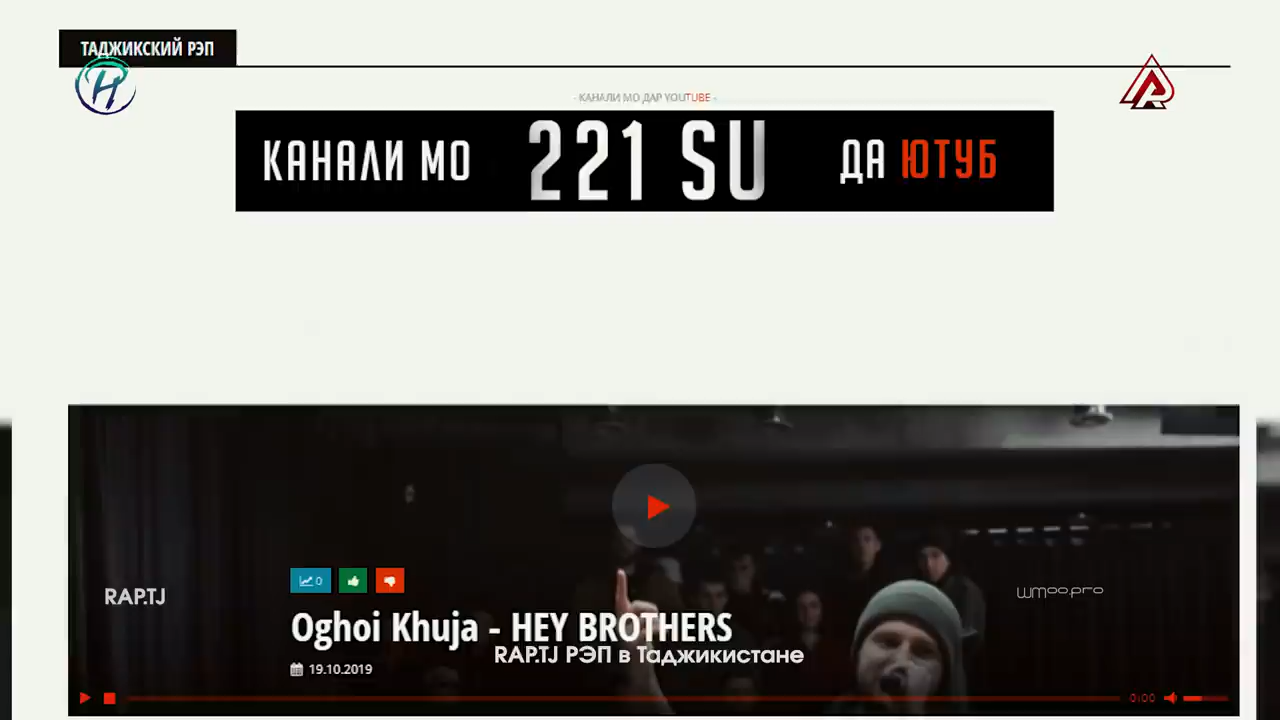 ТАДЖИКСКИЙ РЭП
- КАНАЛИ МО ДАР YOUTUBE -
КАНАЛИ МО 221 SU ДА ЮТУБ
0
RAP.TJ
wmoo.pro
Oghoi Khuja - HEY BROTHERS
RAP.TJ РЭП в Таджикистане
19.10.2019
0:00